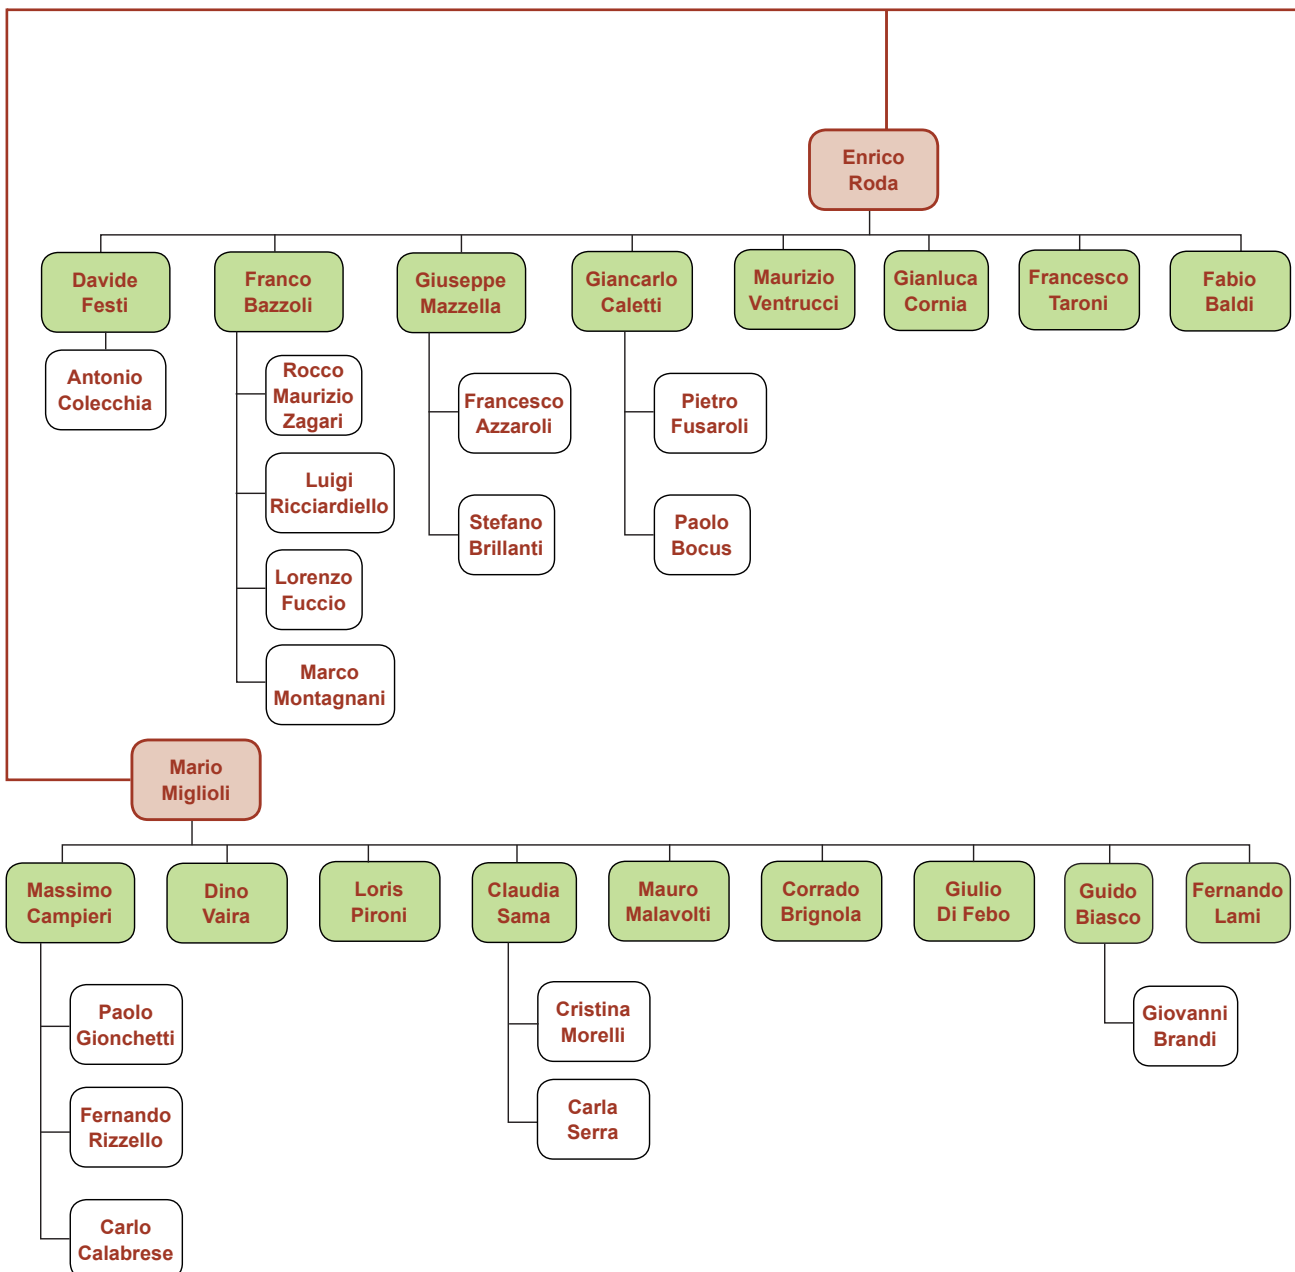 Enrico
Roda
Davide
Festi
Franco
Bazzoli
Giuseppe
Mazzella
Giancarlo
Caletti
Maurizio
Ventrucci
Gianluca
Cornia
Francesco
Taroni
Fabio
Baldi
Antonio
Colecchia
Rocco
Maurizio
Zagari
Luigi
Ricciardiello
Lorenzo
Fuccio
Marco
Montagnani
Francesco
Azzaroli
Stefano
Brillanti
Pietro
Fusaroli
Paolo
Bocus
Mario
Miglioli
Massimo
Campieri
Dino
Vaira
Loris
Pironi
Claudia
Sama
Mauro
Malavolti
Corrado
Brignola
Giulio
Di Febo
Guido
Biasco
Fernando
Lami
Paolo
Gionchetti
Fernando
Rizzello
Carlo
Calabrese
Cristina
Morelli
Carla
Serra
Giovanni
Brandi